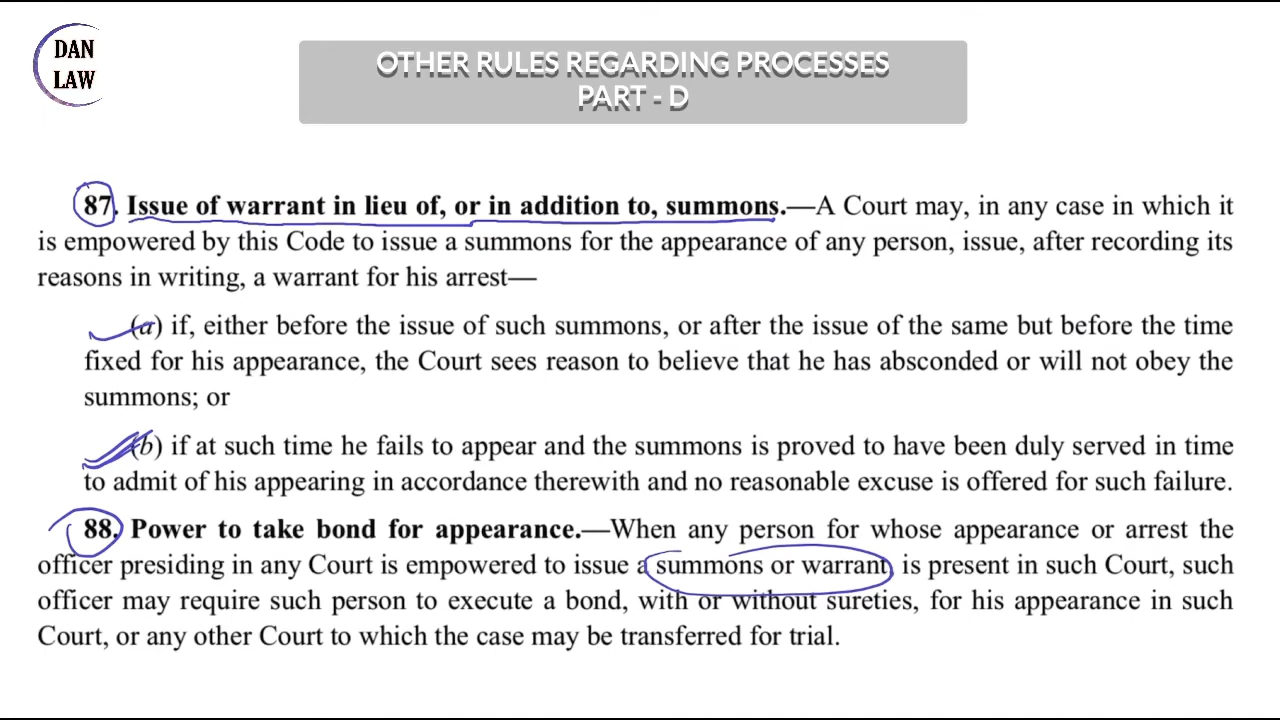 DAN
LAW
OTHER RULES REGARDING PROCESSES
PART - D
87. Issue of warrant in lieu of, or in addition to, summons.—A Court may, in any case in which it
is empowered by this Code to issue a summons for the appearance of any person, issue, after recording its
reasons in writing, a warrant for his arrest—
(a) if, either before the issue of such summons, or after the issue of the same but before the time
fixed for his appearance, the Court sees reason to believe that he has absconded or will not obey the
summons; or
(b) if at such time he fails to appear and the summons is proved to have been duly served in time
to admit of his appearing in accordance therewith and no reasonable excuse is offered for such failure.
88. Power to take bond for appearance.—When any person for whose appearance or arrest the
officer presiding in any Court is empowered to issue a summons or warrant, is present in such Court, such
officer may require such person to execute a bond, with or without sureties, for his appearance in such
Court, or any other Court to which the case may be transferred for trial.